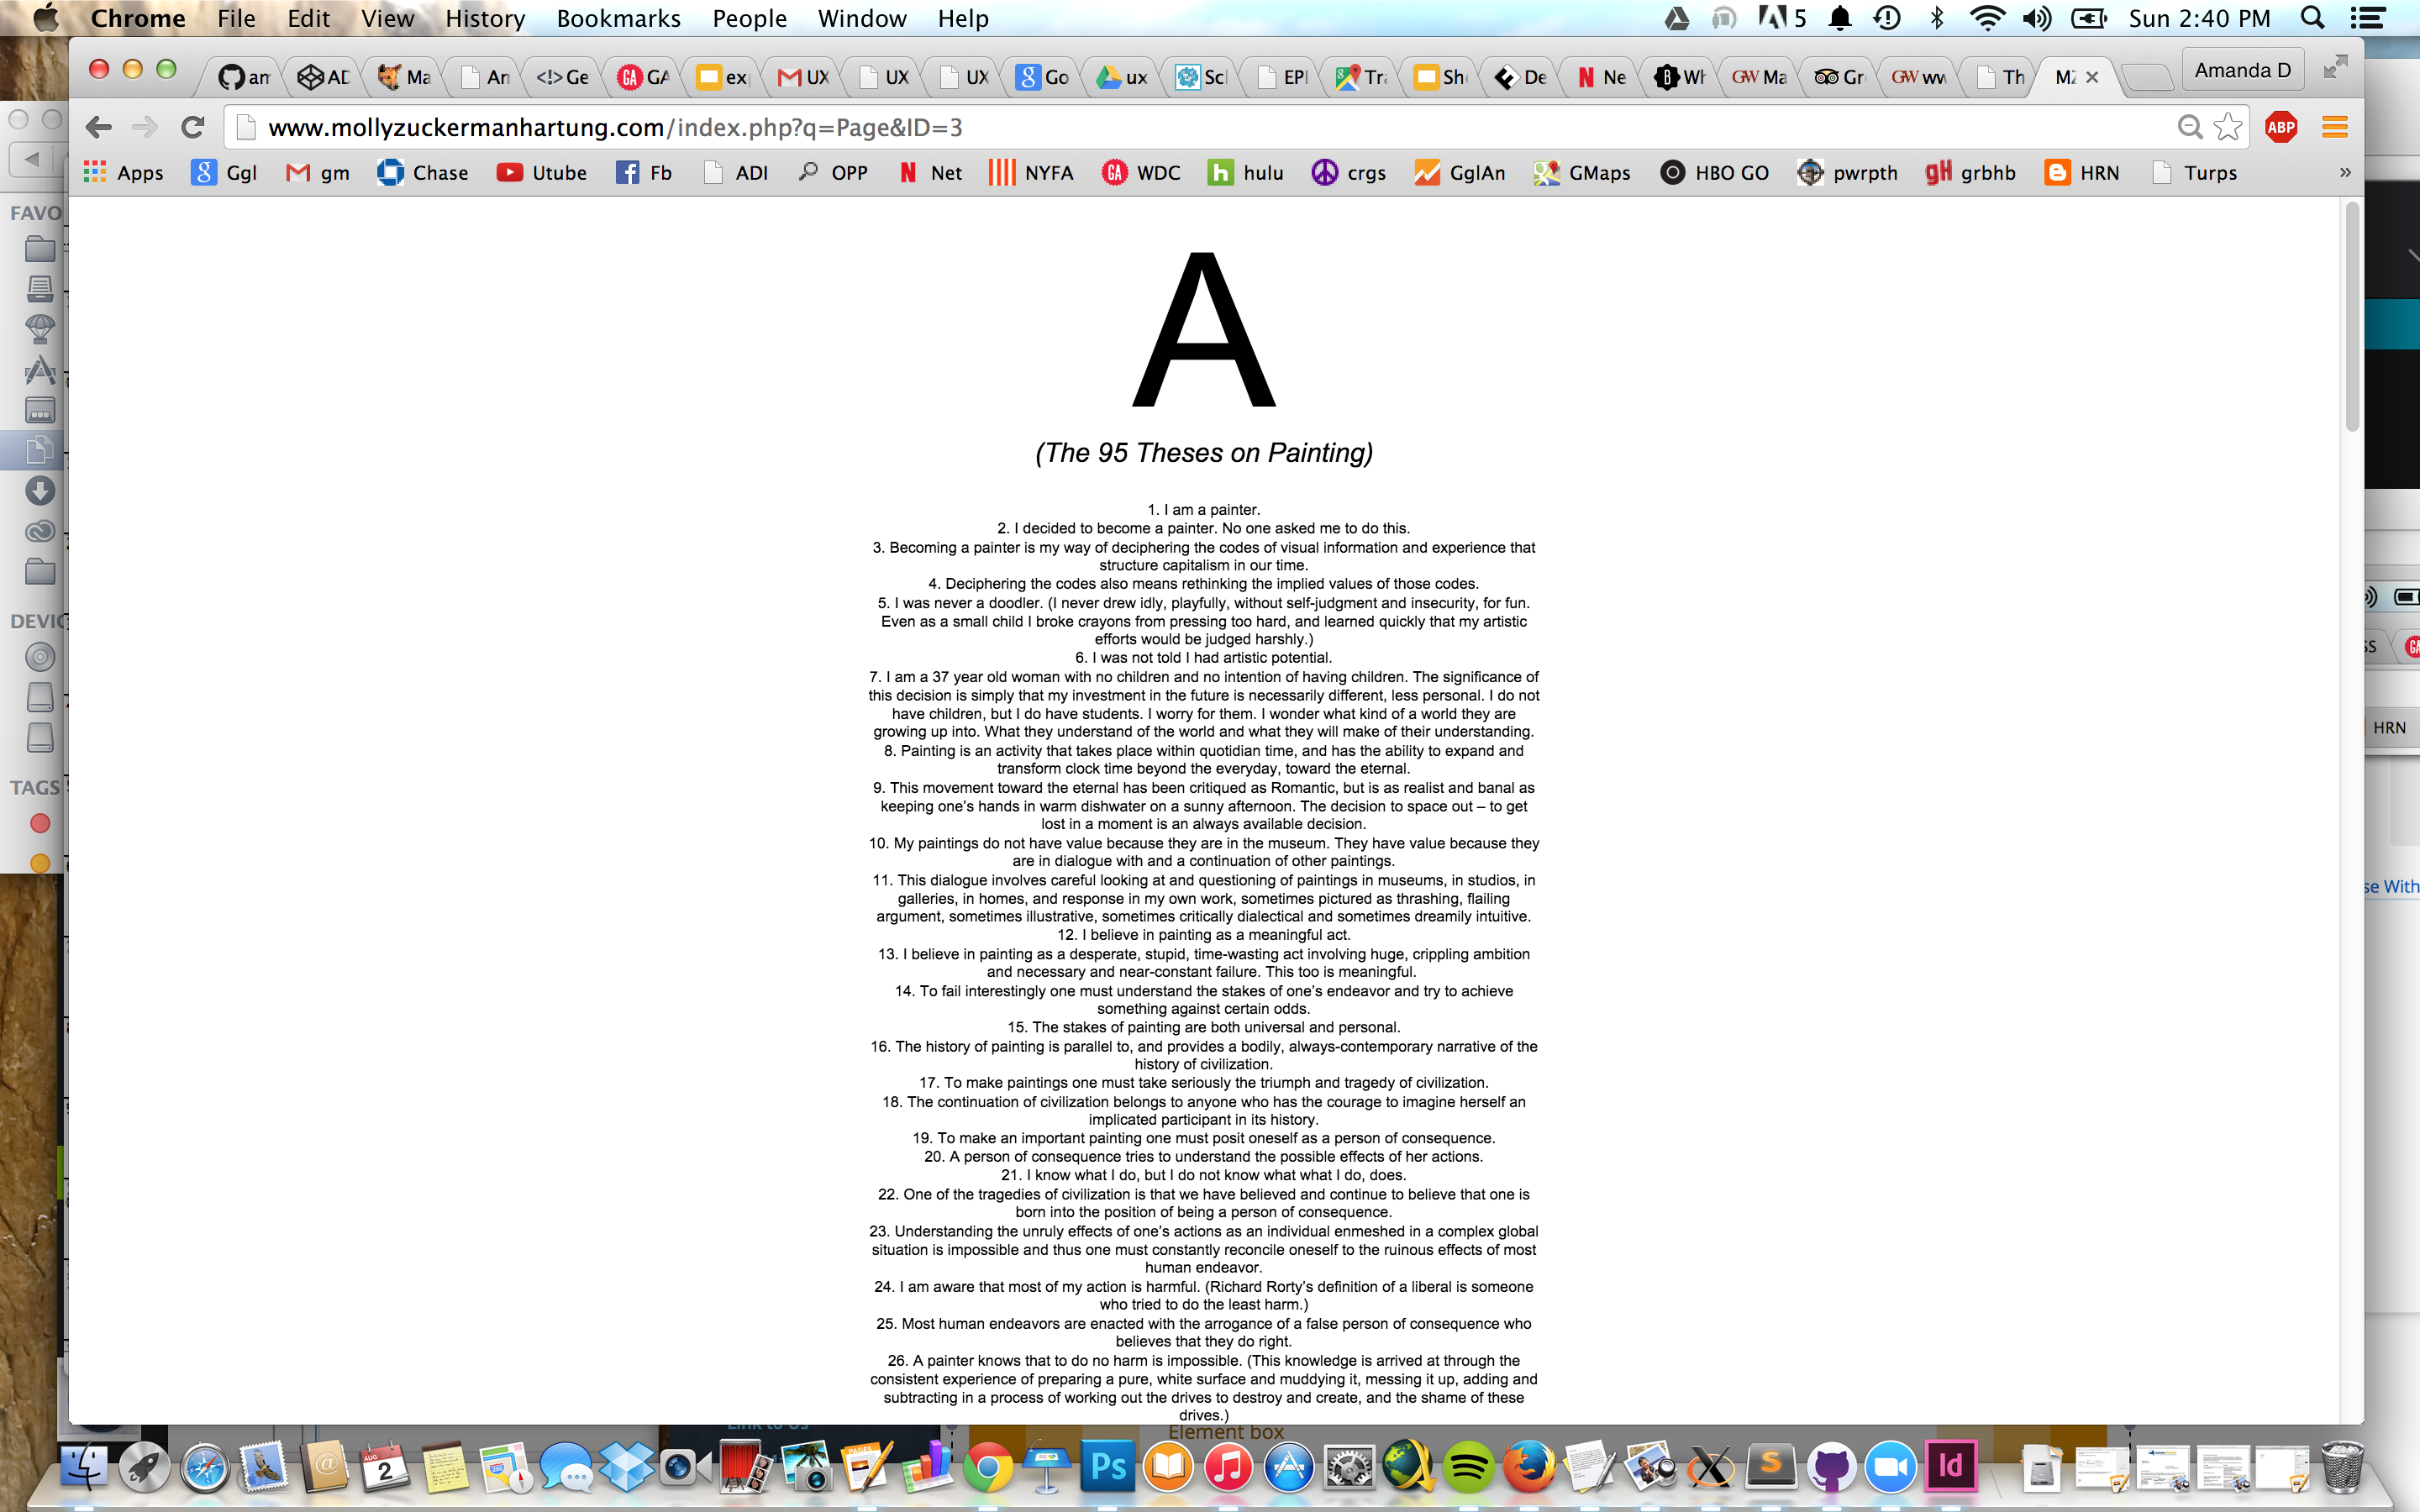 Chrome File Edit View History Bookmarks People Window Help 5 Sun 2:40 PM
am AD Ma An Ge GA ex UX UX UX Go ux Sc EPI Tra Sh De Ne Wh GW Ma Gr GW ww Th MZ Amanda D
www.mollyzuckermanhartung.com/index.php?q=Page&ID=3 ABP
Apps Ggl gm Chase Utube Fb ADI OPP Net NYFA WDC hulu crgs GglAn GMaps HBO GO pwrpth grbhb HRN Turps »
FAVO
DEVIC
TAGS
A
(The 95 Theses on Painting)
1. I am a painter.
2. I decided to become a painter. No one asked me to do this.
3. Becoming a painter is my way of deciphering the codes of visual information and experience that
structure capitalism in our time.
4. Deciphering the codes also means rethinking the implied values of those codes.
5. I was never a doodler. (I never drew idly, playfully, without self-judgment and insecurity, for fun.
Even as a small child I broke crayons from pressing too hard, and learned quickly that my artistic
efforts would be judged harshly.)
6. I was not told I had artistic potential.
7. I am a 37 year old woman with no children and no intention of having children. The significance of
this decision is simply that my investment in the future is necessarily different, less personal. I do not
have children, but I do have students. I worry for them. I wonder what kind of a world they are
growing up into. What they understand of the world and what they will make of their understanding.
8. Painting is an activity that takes place within quotidian time, and has the ability to expand and
transform clock time beyond the everyday, toward the eternal.
9. This movement toward the eternal has been critiqued as Romantic, but is as realist and banal as
keeping one's hands in warm dishwater on a sunny afternoon. The decision to space out – to get
lost in a moment is an always available decision.
10. My paintings do not have value because they are in the museum. They have value because they
are in dialogue with and a continuation of other paintings.
11. This dialogue involves careful looking at and questioning of paintings in museums, in studios, in
galleries, in homes, and response in my own work, sometimes pictured as thrashing, flailing
argument, sometimes illustrative, sometimes critically dialectical and sometimes dreamily intuitive.
12. I believe in painting as a meaningful act.
13. I believe in painting as a desperate, stupid, time-wasting act involving huge, crippling ambition
and necessary and near-constant failure. This too is meaningful.
14. To fail interestingly one must understand the stakes of one's endeavor and try to achieve
something against certain odds.
15. The stakes of painting are both universal and personal.
16. The history of painting is parallel to, and provides a bodily, always-contemporary narrative of the
history of civilization.
17. To make paintings one must take seriously the triumph and tragedy of civilization.
18. The continuation of civilization belongs to anyone who has the courage to imagine herself an
implicated participant in its history.
19. To make an important painting one must posit oneself as a person of consequence.
20. A person of consequence tries to understand the possible effects of her actions.
21. I know what I do, but I do not know what what I do, does.
22. One of the tragedies of civilization is that we have believed and continue to believe that one is
born into the position of being a person of consequence.
23. Understanding the unruly effects of one's actions as an individual enmeshed in a complex global
situation is impossible and thus one must constantly reconcile oneself to the ruinous effects of most
human endeavor.
24. I am aware that most of my action is harmful. (Richard Rorty's definition of a liberal is someone
who tried to do the least harm.)
25. Most human endeavors are enacted with the arrogance of a false person of consequence who
believes that they do right.
26. A painter knows that to do no harm is impossible. (This knowledge is arrived at through the
consistent experience of preparing a pure, white surface and muddying it, messing it up, adding and
subtracting in a process of working out the drives to destroy and create, and the shame of these
drives.)
HRN
se With
Link to Us
Element box
AUG 2
PAGES
Ps
S
Id